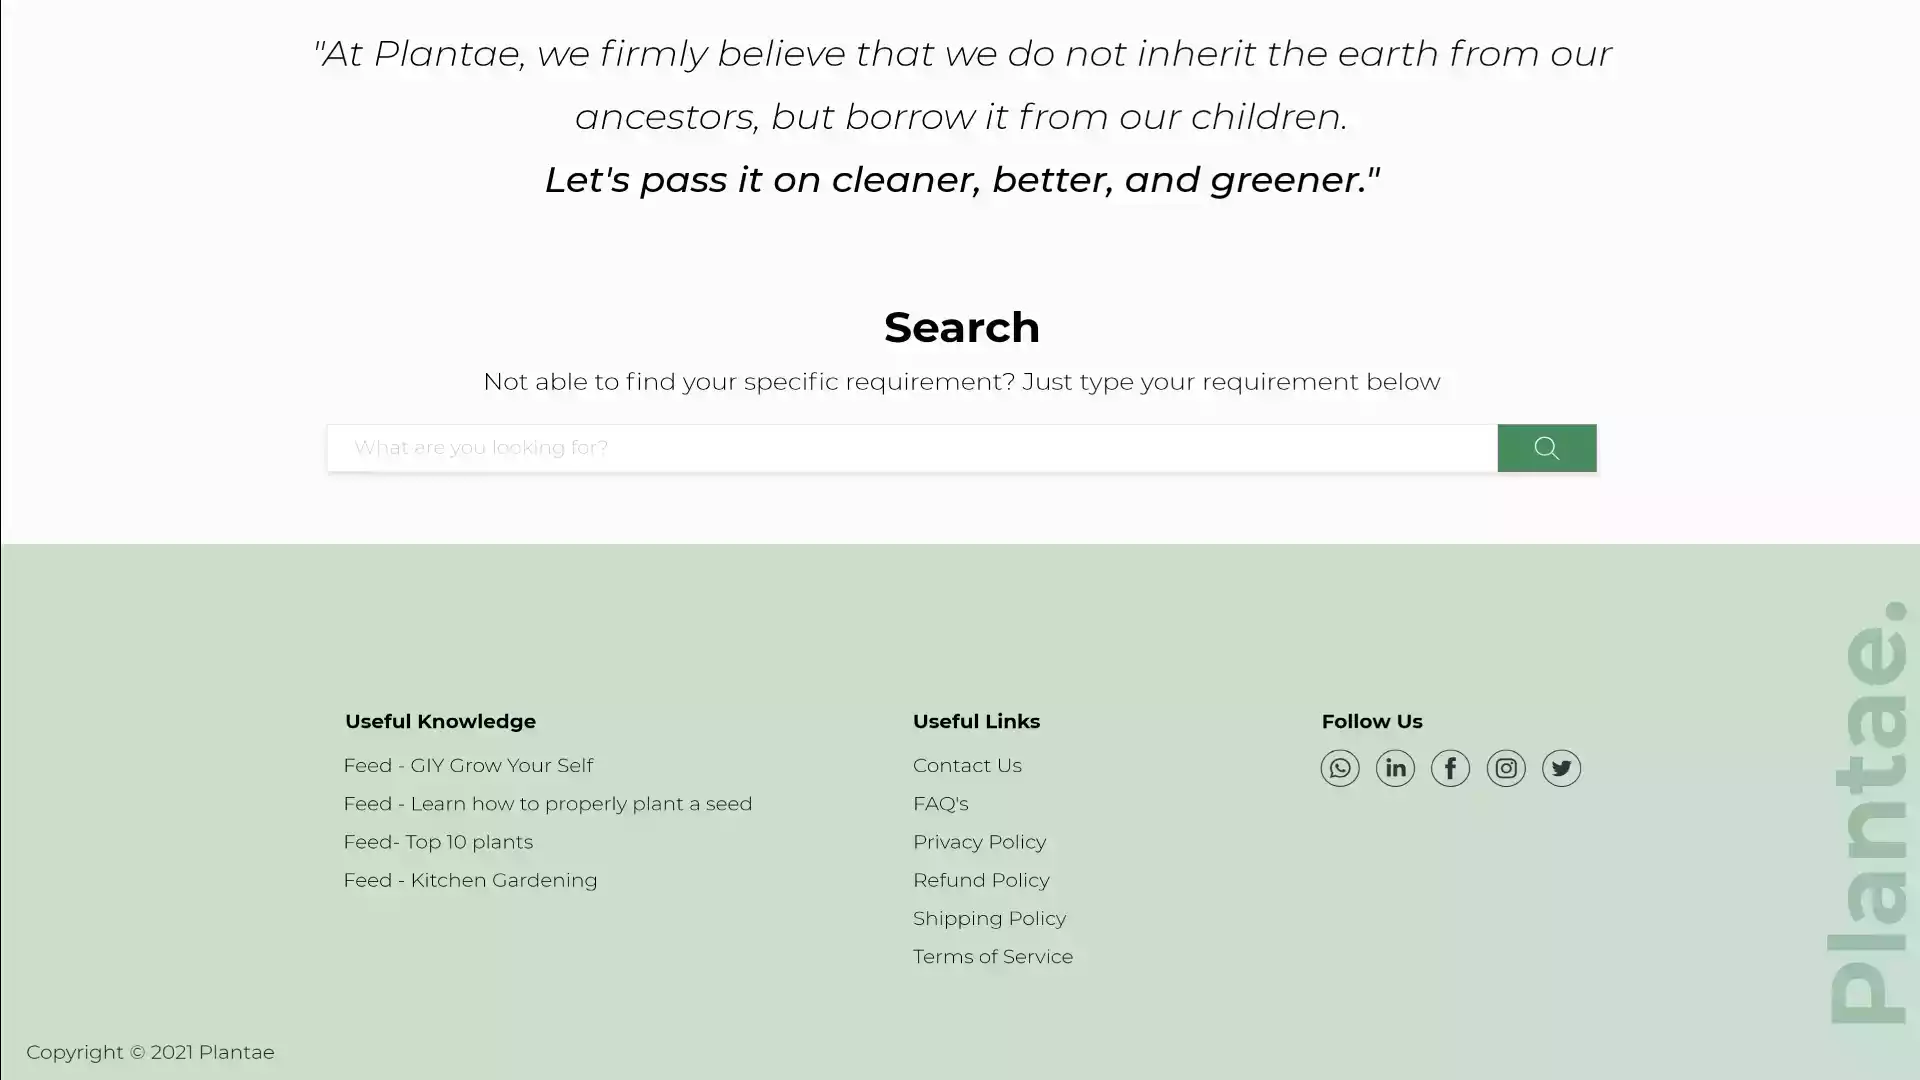 "At Plantae, we firmly believe that we do not inherit the earth from our
ancestors, but borrow it from our children.
Let's pass it on cleaner, better, and greener."
Search
Not able to find your specific requirement? Just type your requirement below
What are you looking for?
Useful Knowledge
Feed - GIY Grow Your Self
Feed - Learn how to properly plant a seed
Feed- Top 10 plants
Feed - Kitchen Gardening
Useful Links
Contact Us
FAQ's
Privacy Policy
Refund Policy
Shipping Policy
Terms of Service
Follow Us
Plantae.
Copyright © 2021 Plantae